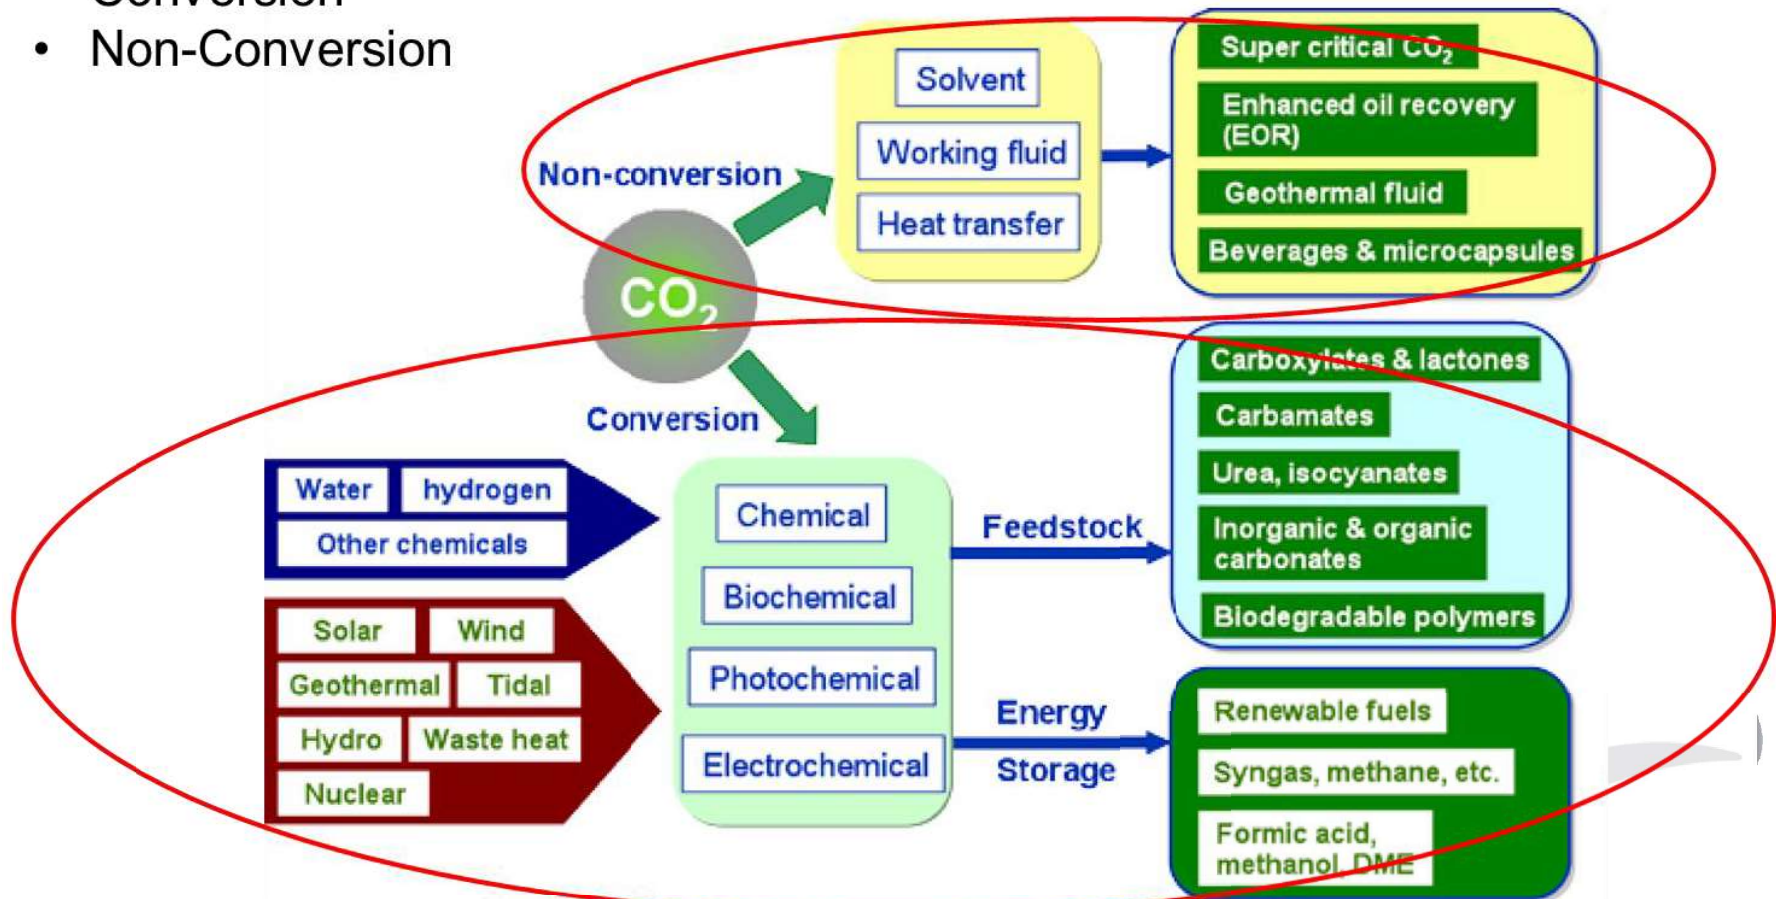 Conversion
• Non-Conversion
Non-conversion
Solvent
Working fluid
Heat transfer
Super critical CO₂
Enhanced oil recovery
(EOR)
Geothermal fluid
Beverages & microcapsules
CO₂
Conversion
Water
hydrogen
Other chemicals
Solar
Wind
Geothermal
Tidal
Hydro
Waste heat
Nuclear
Chemical
Biochemical
Photochemical
Electrochemical
Feedstock
Carboxylates & lactones
Carbamates
Urea, isocyanates
Inorganic & organic
carbonates
Biodegradable polymers
Energy
Storage
Renewable fuels
Syngas, methane, etc.
Formic acid,
methanol, DME